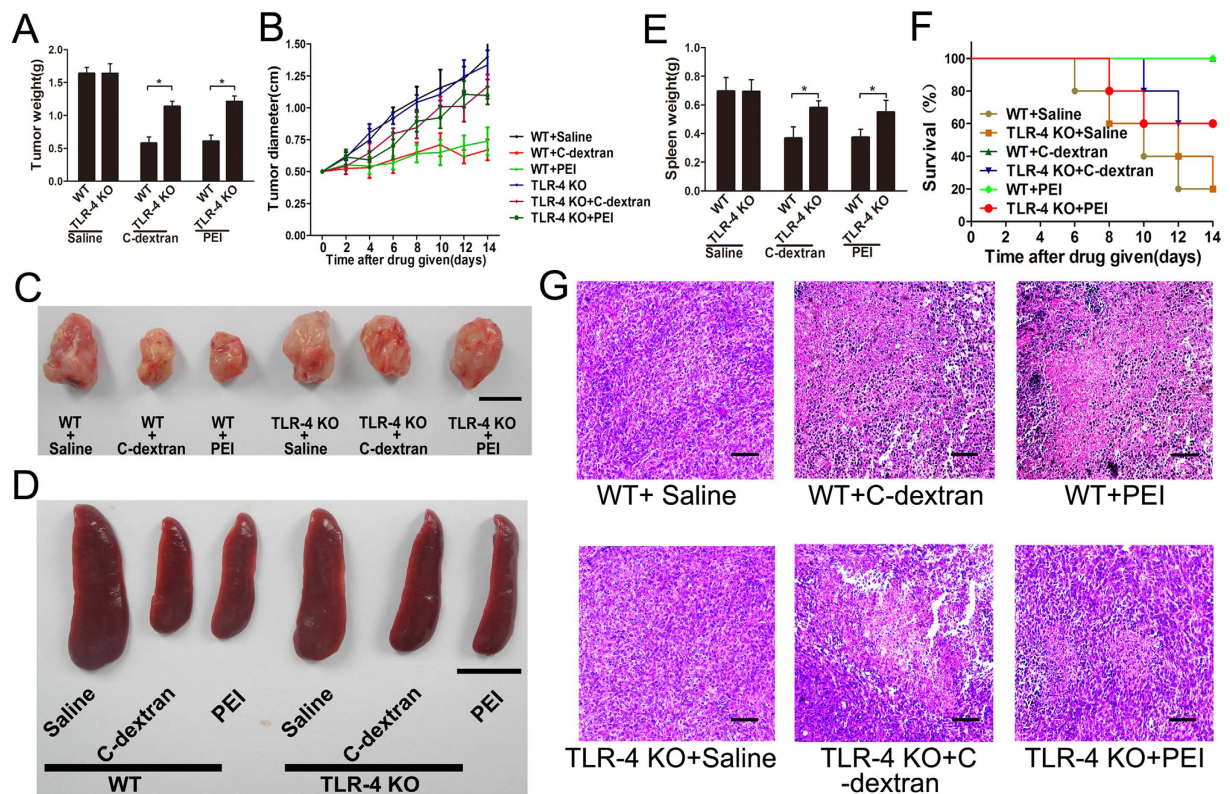 A
Tumor weight(g)
2.0
1.5
1.0
0.5
0.0
*
*
WT
TLR-4 KO
WT
TLR-4 KO
WT
TLR-4 KO
Saline
C-dextran
PEI
B
Tumor diameter(cm)
1.50
1.25
1.00
0.75
0.50
0.25
0.00
0 2 4 6 8 10 12 14
Time after drug given(days)
WT+Saline
WT+C-dextran
WT+PEI
TLR-4 KO
TLR-4 KO+C-dextran
TLR-4 KO+PEI
E
Spleen weight(g)
1.0
0.8
0.6
0.4
0.2
0.0
*
*
WT
TLR-4 KO
WT
TLR-4 KO
WT
TLR-4 KO
Saline
C-dextran
PEI
F
Survival (%)
100
80
60
40
20
0
WT+Saline
TLR-4 KO+Saline
WT+C-dextran
TLR-4 KO+C-dextran
WT+PEI
TLR-4 KO+PEI
0 2 4 6 8 10 12 14
Time after drug given(days)
C
WT
+
Saline
WT
+
C-dextran
WT
+
PEI
TLR-4 KO
+
Saline
TLR-4 KO
+
C-dextran
TLR-4 KO
+
PEI
D
Saline
C-dextran
PEI
Saline
C-dextran
PEI
WT
TLR-4 KO
G
WT+ Saline
WT+C-dextran
WT+PEI
TLR-4 KO+Saline
TLR-4 KO+C
-dextran
TLR-4 KO+PEI